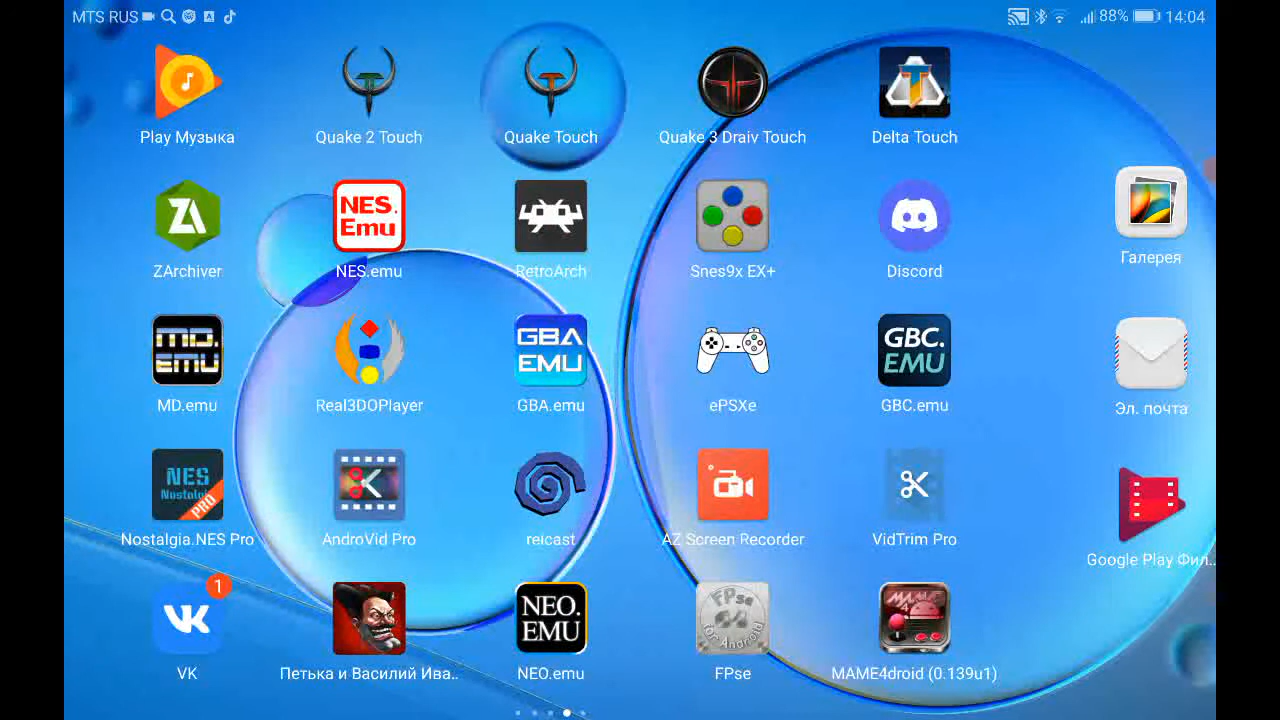 MTS RUS 88% 14:04
Play Музыка
Quake 2 Touch
Quake Touch
Quake 3 Draiv Touch
Delta Touch
ZA
ZArchiver
NES.
Emu
NES.emu
RetroArch
Snes9x EX+
Discord
Галерея
MD.
EMU
MD.emu
Real3DOPlayer
GBA
EMU
GBA.emu
ePSXe
GBC.
EMU
GBC.emu
Эл. почта
NES
Nostalgia
PRO
Nostalgia.NES Pro
AndroVid Pro
reicast
AZ Screen Recorder
VidTrim Pro
Google Play Фил..
1
VK
Петька и Василий Ива..
NEO.
EMU
NEO.emu
FPse
64
for Android
FPse
MAME
4
MAME4droid (0.139u1)